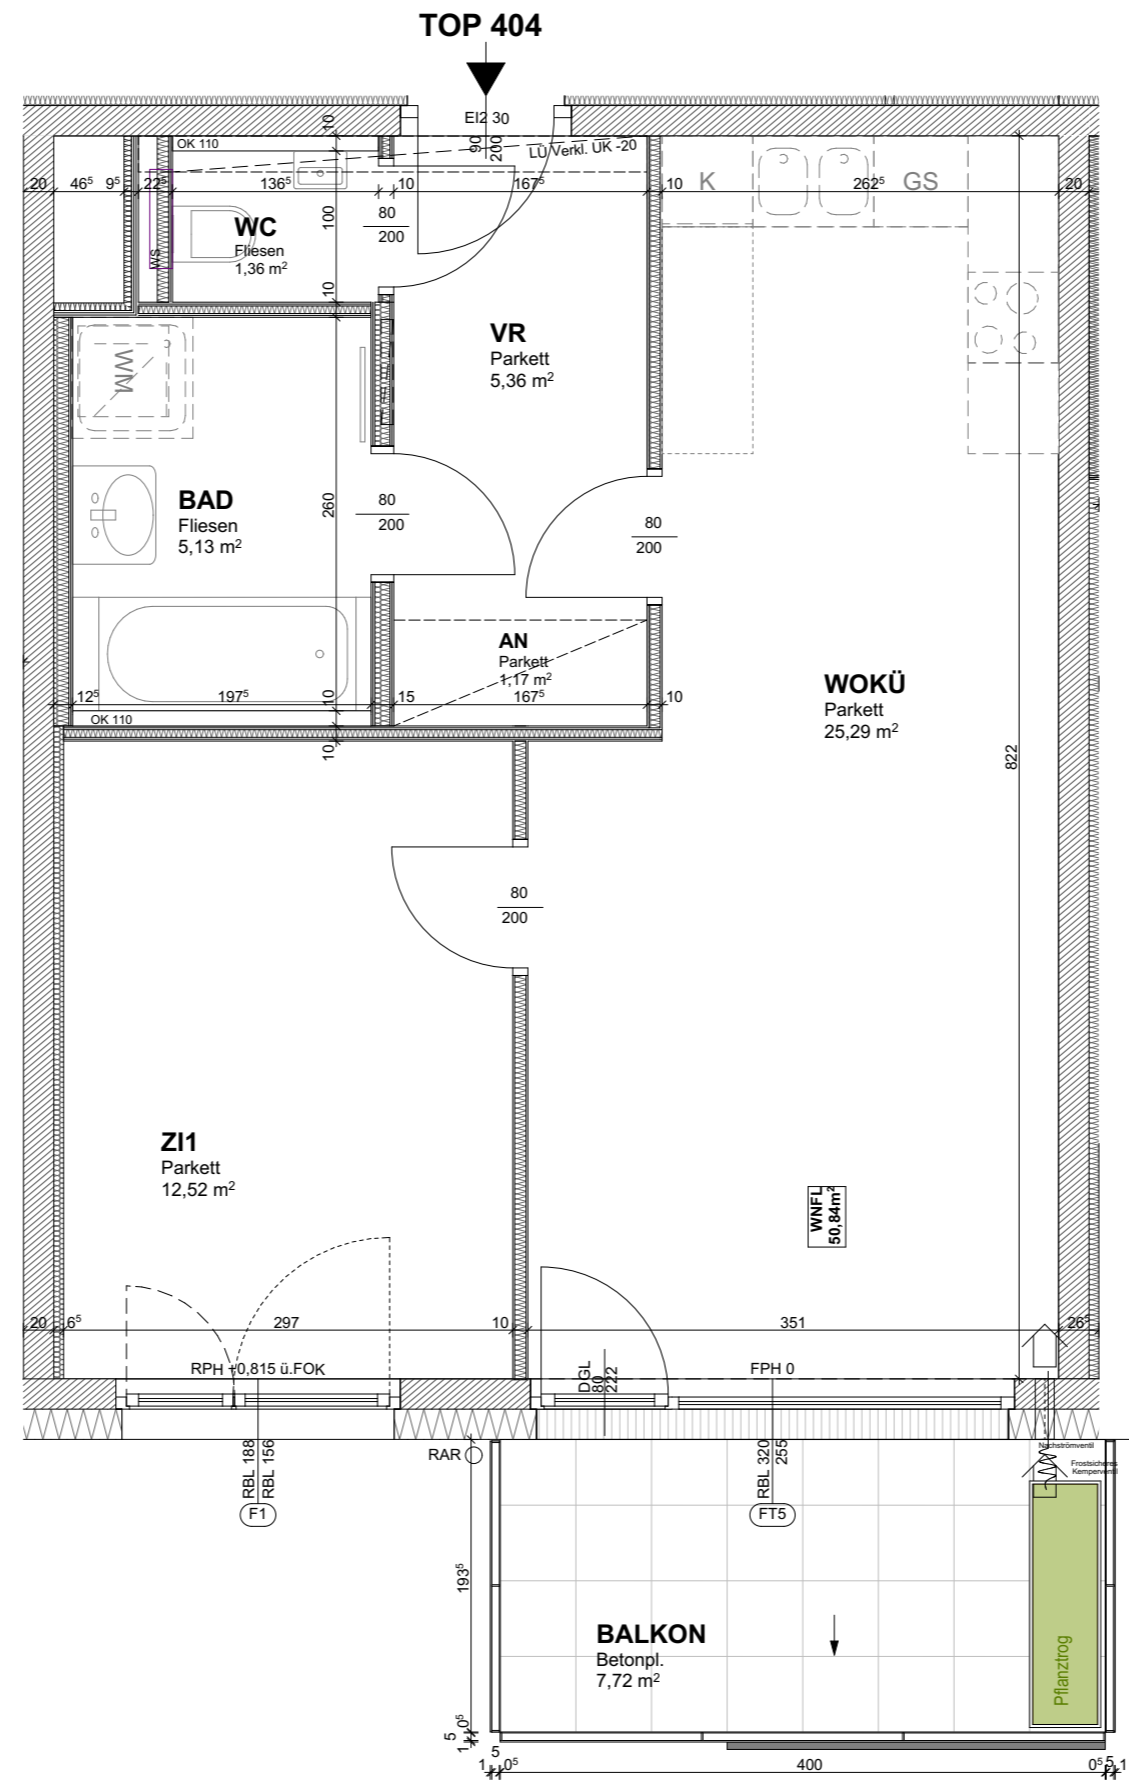 TOP 404
EI2 30
90
200
LÜ Verkl. UK -20
OK 110
10
20
46⁵
9⁵
22⁵
136⁵
10
167⁵
10
262⁵
20
K
GS
WC
Fliesen
1,36 m²
WS
100
10
80
200
VR
Parkett
5,36 m²
WM
BAD
Fliesen
5,13 m²
260
80
200
80
200
AN
Parkett
1,17 m²
12⁵
197⁵
10
15
167⁵
10
OK 110
10
WOKÜ
Parkett
25,29 m²
822
80
200
ZI1
Parkett
12,52 m²
WNFL
50,84m²
20
6⁵
297
10
351
26⁵
RPH +0,815 ü.FOK
DGL
80
222
FPH 0
RBL 188
RBL 156
F1
RAR
RBL 320
255
FT5
Nachströmventil
Frostsicheres
Kemperventil
193⁵
BALKON
Betonpl.
7,72 m²
Pflanztrog
0⁵
5
1
1
5
0⁵
400
0⁵
5
1